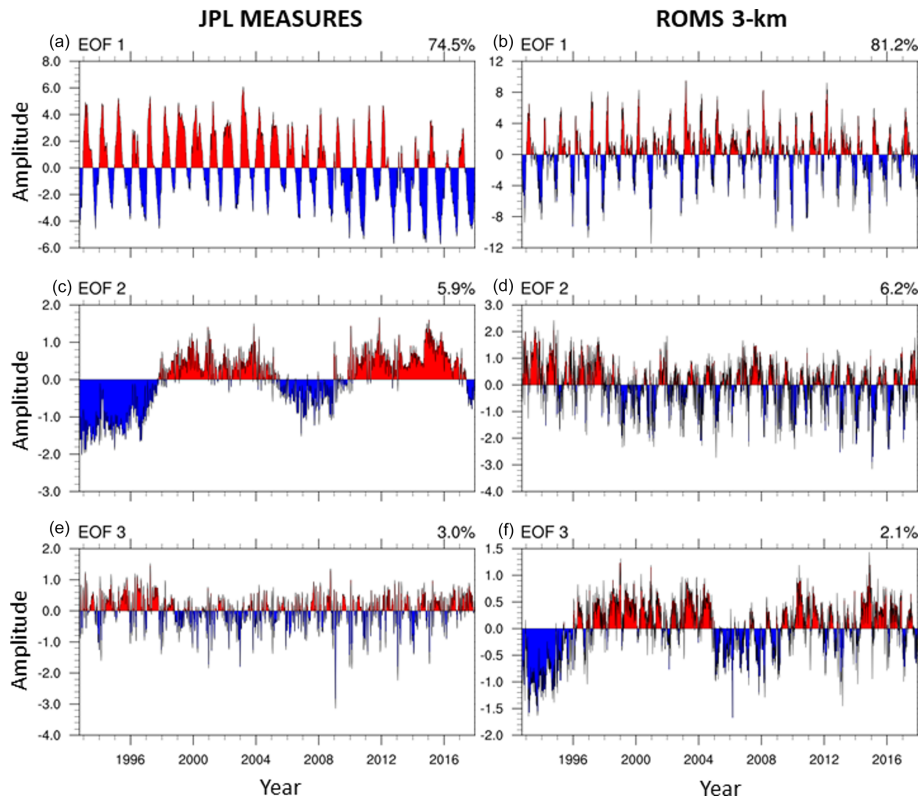 JPL MEASURES
ROMS 3-km
(a) EOF 1 74.5%
(b) EOF 1 81.2%
8.0
6.0
4.0
2.0
0.0
-2.0
-4.0
-6.0
Amplitude
12
8
4
0
-4
-8
-12
(c) EOF 2 5.9%
(d) EOF 2 6.2%
2.0
1.0
0.0
-1.0
-2.0
-3.0
Amplitude
3.0
2.0
1.0
0.0
-1.0
-2.0
-3.0
-4.0
(e) EOF 3 3.0%
(f) EOF 3 2.1%
2.0
1.0
0.0
-1.0
-2.0
-3.0
-4.0
Amplitude
1.5
1.0
0.5
0.0
-0.5
-1.0
-1.5
-2.0
1996 2000 2004 2008 2012 2016
1996 2000 2004 2008 2012 2016
Year
Year